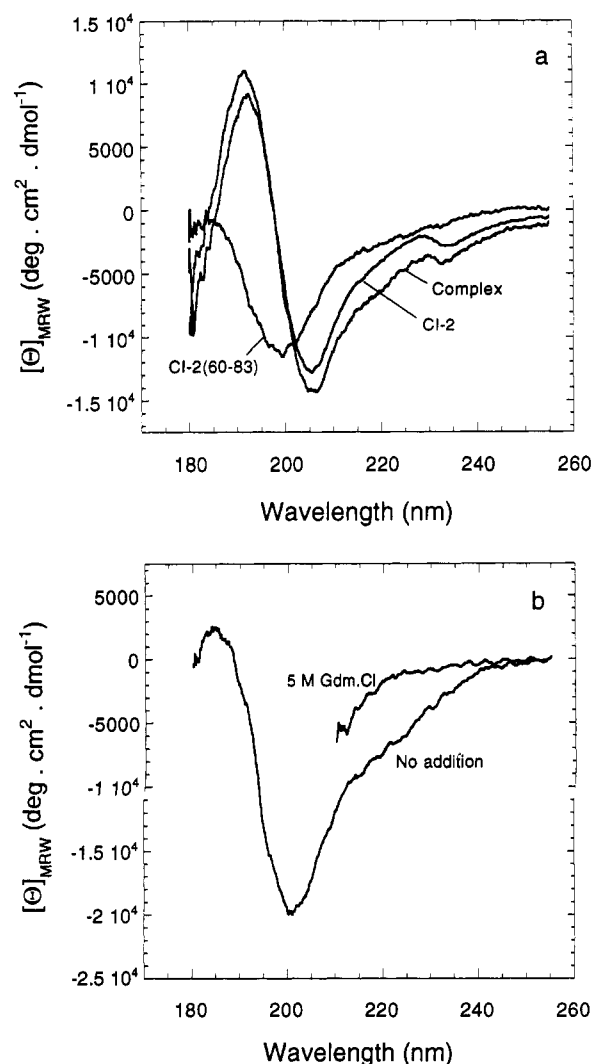 a
1.5 10⁴
1 10⁴
5000
0
-5000
-1 10⁴
-1.5 10⁴
[Θ]MRW (deg. cm² . dmol⁻¹)
Complex
CI-2
CI-2(60-83)
180 200 220 240 260
Wavelength (nm)
b
5000
0
-5000
-1 10⁴
-1.5 10⁴
-2 10⁴
-2.5 10⁴
[Θ]MRW (deg . cm² . dmol⁻¹)
5 M Gdm.Cl
No addition
180 200 220 240 260
Wavelength (nm)